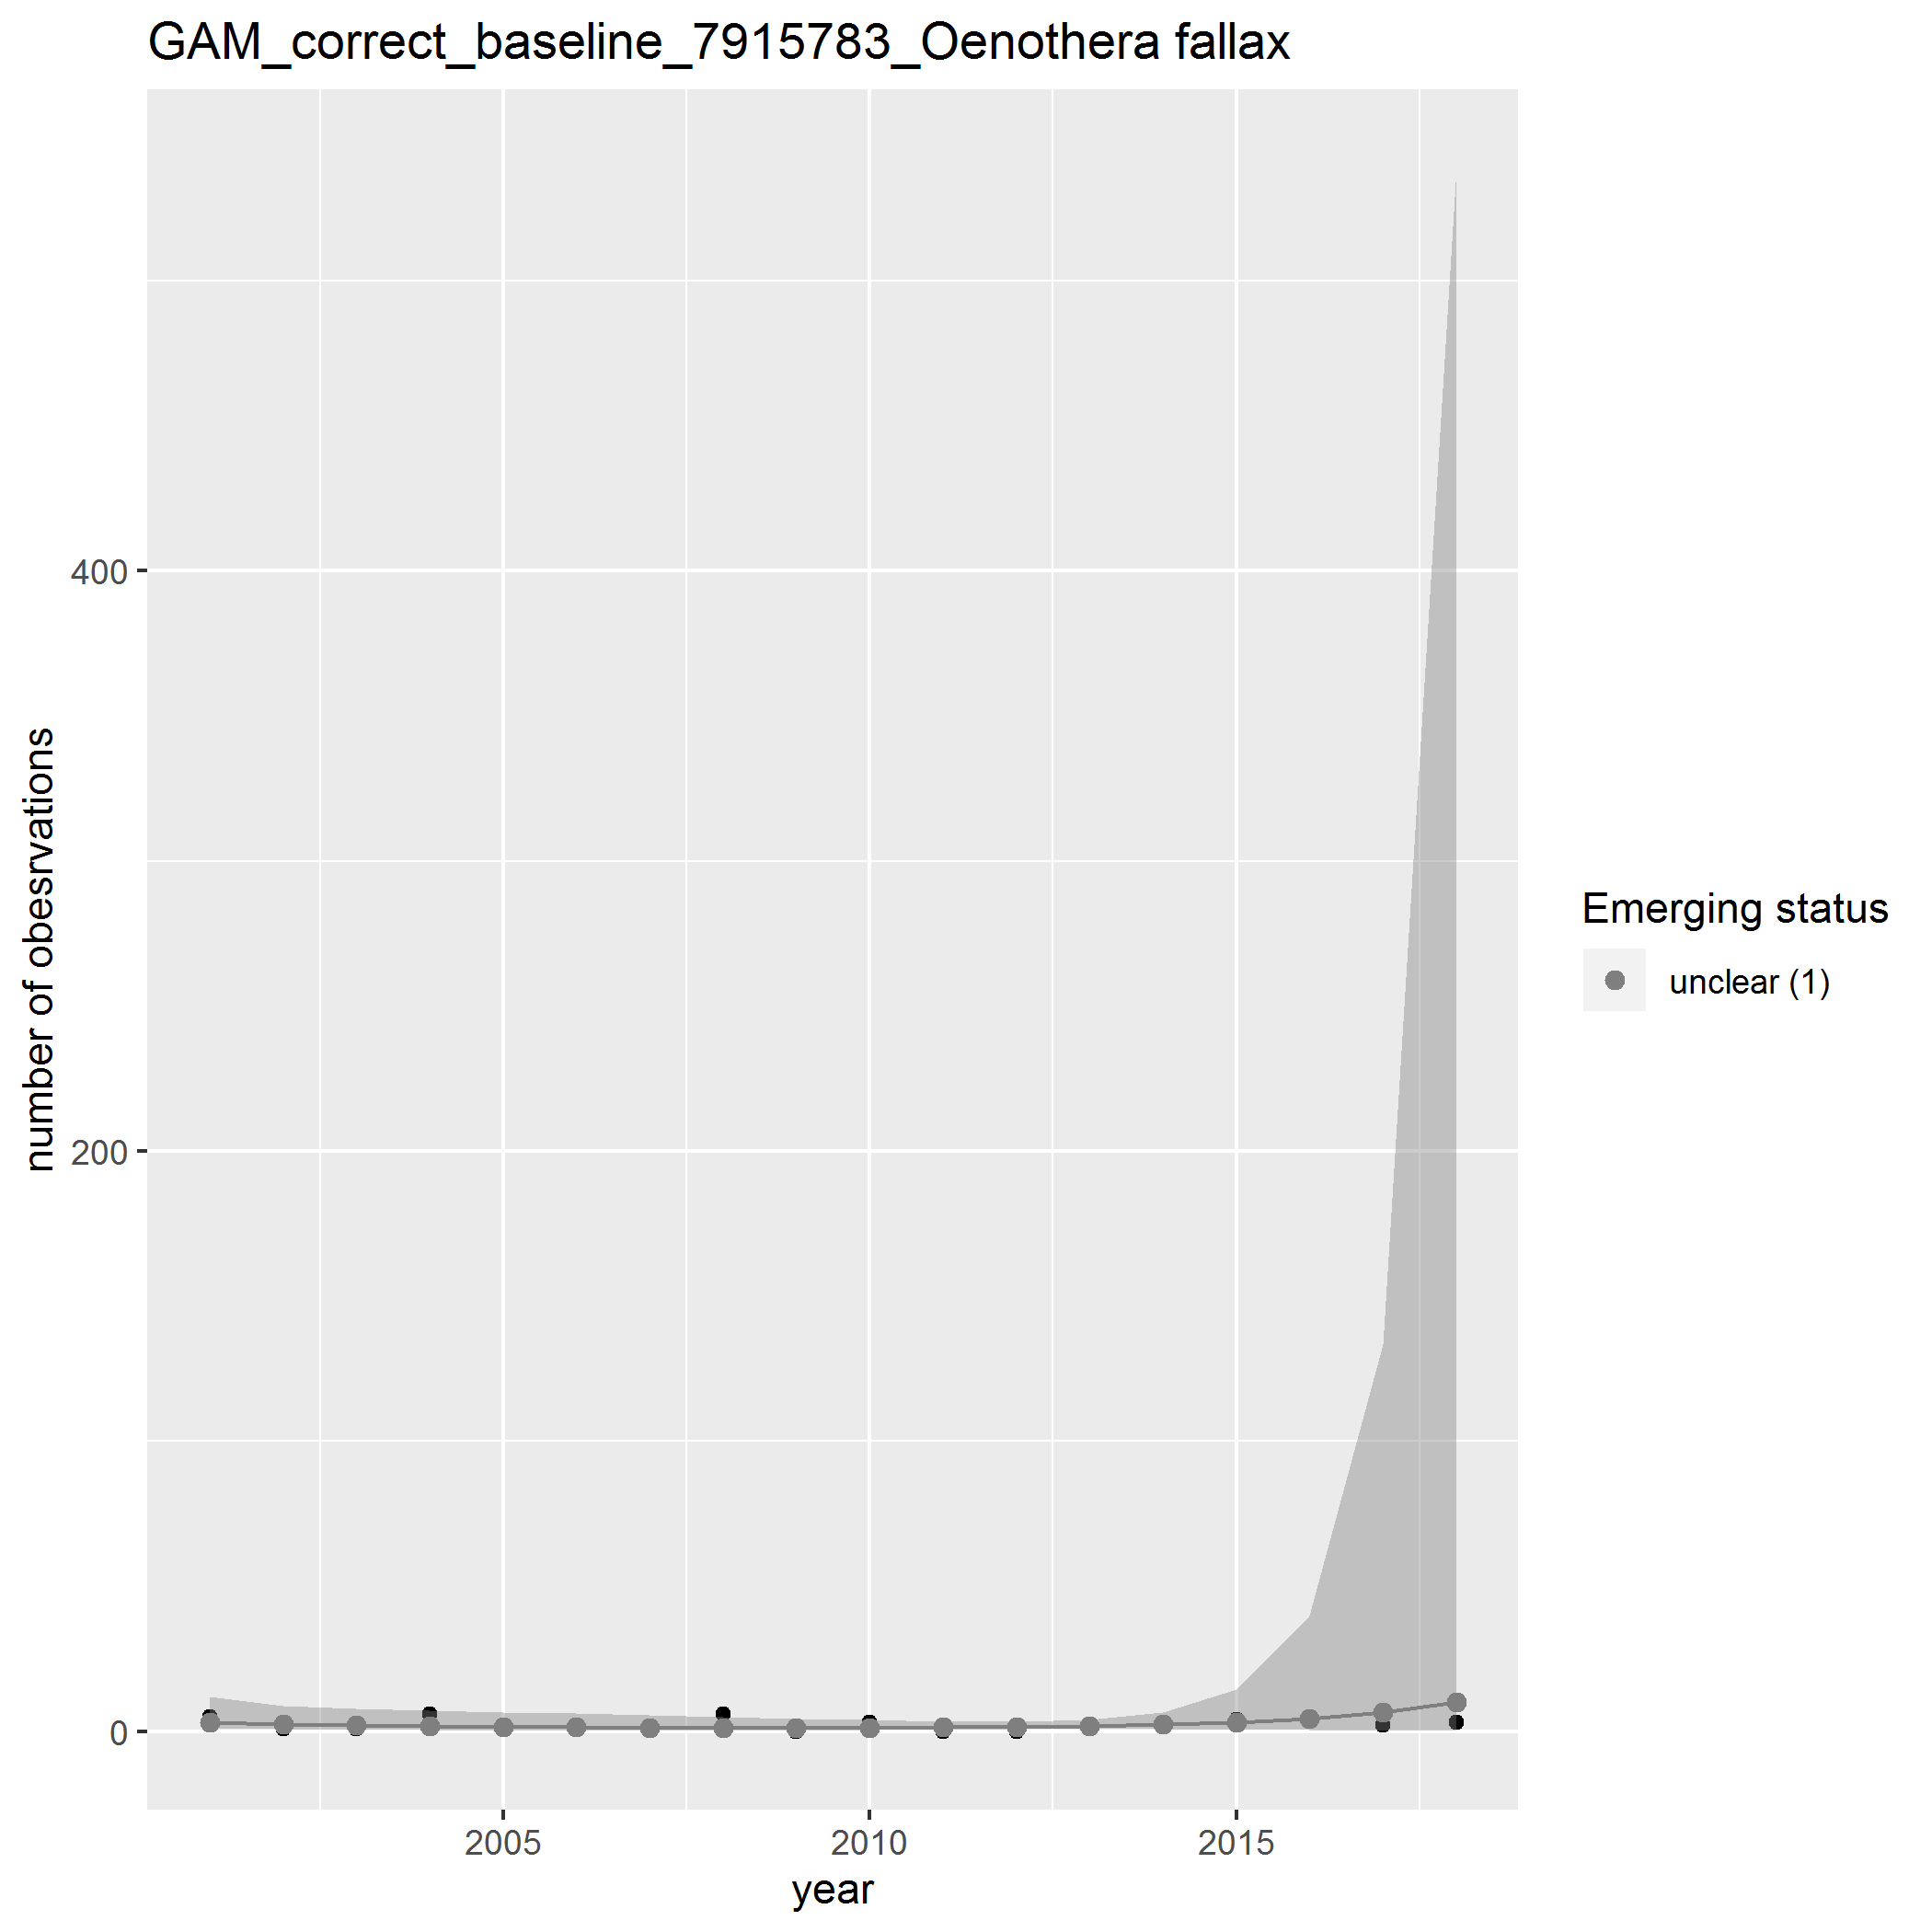 GAM_correct_baseline_7915783_Oenothera fallax
number of obesrvations
400
200
0
2005
2010
2015
year
Emerging status
unclear (1)